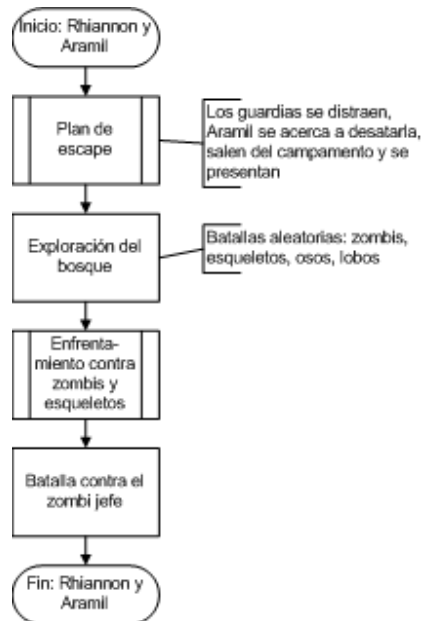 Inicio: Rhiannon y
Aramil
Plan de
escape
Los guardias se distraen,
Aramil se acerca a desatarla,
salen del campamento y se
presentan
Exploración del
bosque
Batallas aleatorias: zombis,
esqueletos, osos, lobos
Enfrenta-
miento contra
zombis y
esqueletos
Batalla contra el
zombi jefe
Fin: Rhiannon y
Aramil